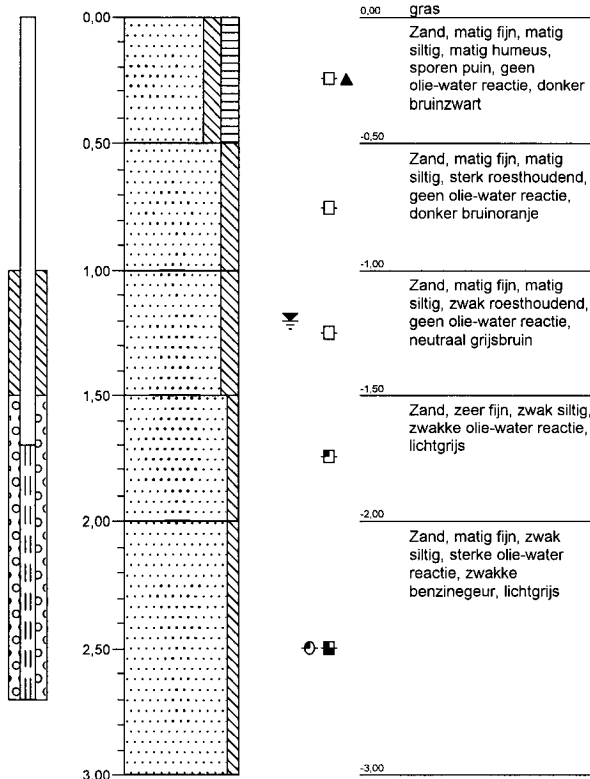 0,00
0,50
1,00
1,50
2,00
2,50
3,00
0,00
gras
Zand, matig fijn, matig
siltig, matig humeus,
sporen puin, geen
olie-water reactie, donker
bruinzwart
-0,50
Zand, matig fijn, matig
siltig, sterk roesthoudend,
geen olie-water reactie,
donker bruinoranje
-1,00
Zand, matig fijn, matig
siltig, zwak roesthoudend,
geen olie-water reactie,
neutraal grijsbruin
-1,50
Zand, zeer fijn, zwak siltig,
zwakke olie-water reactie,
lichtgrijs
-2,00
Zand, matig fijn, zwak
siltig, sterke olie-water
reactie, zwakke
benzinegeur, lichtgrijs
-3,00